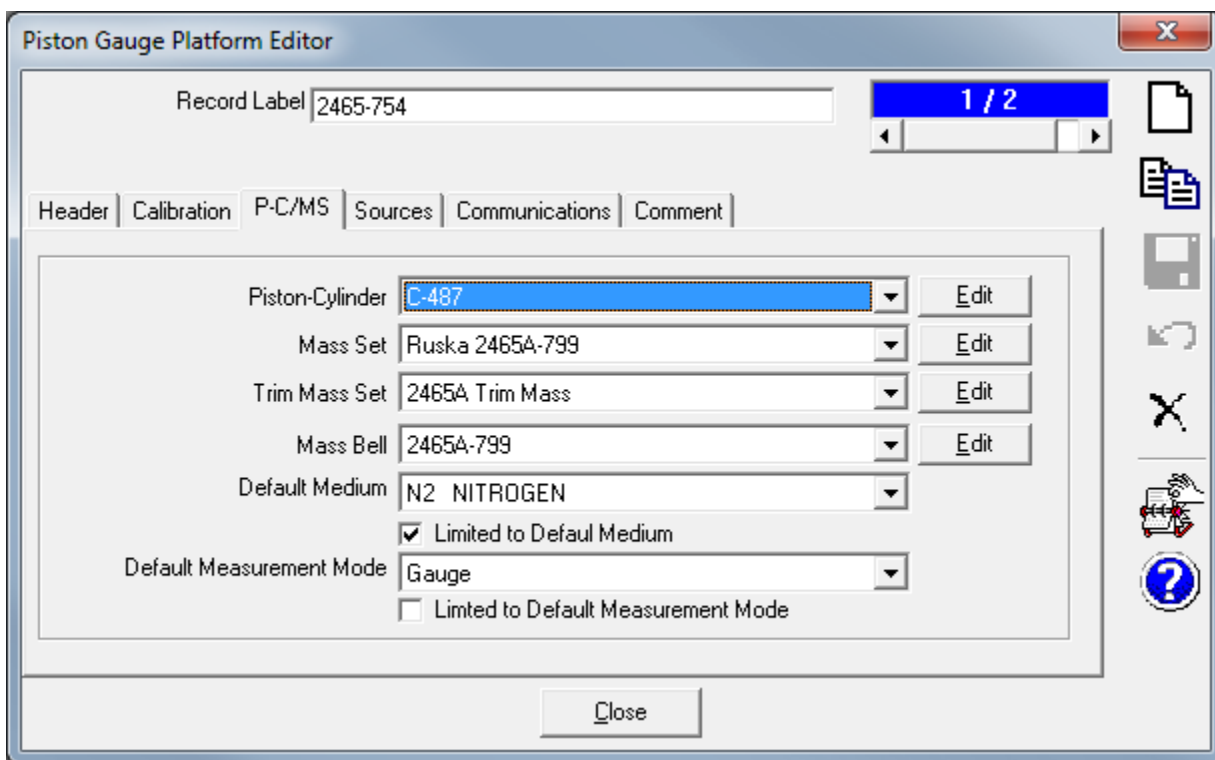 Piston Gauge Platform Editor
Record Label 2465-754
1 / 2
Header Calibration P-C/MS Sources Communications Comment
Piston-Cylinder C-487 Edit
Mass Set Ruska 2465A-799 Edit
Trim Mass Set 2465A Trim Mass Edit
Mass Bell 2465A-799 Edit
Default Medium N2 NITROGEN
Limited to Defaul Medium
Default Measurement Mode Gauge
Limted to Default Measurement Mode
Close